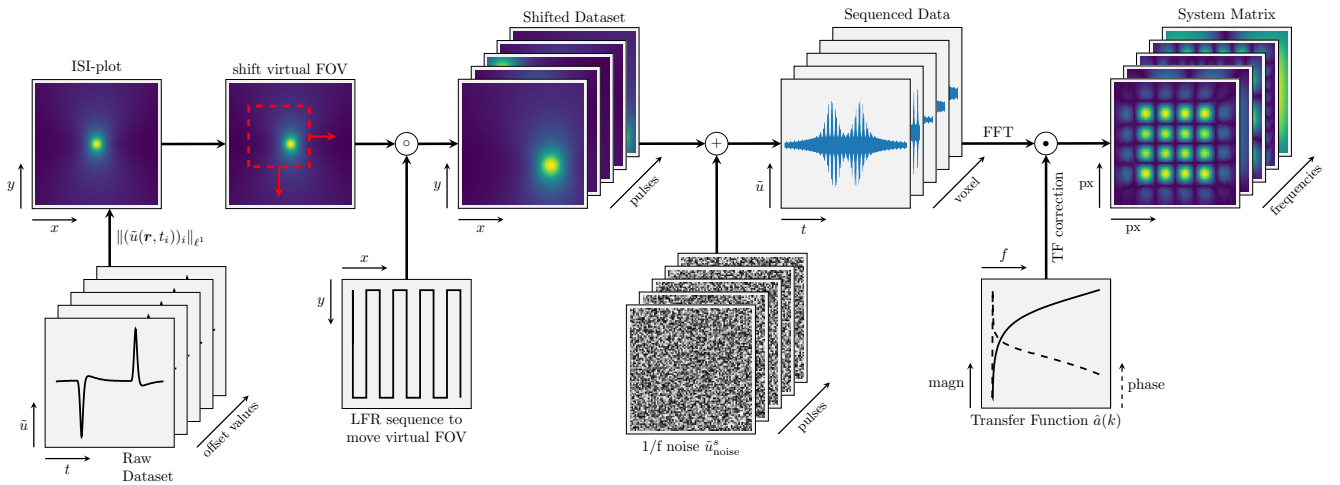 ISI-plot
y
x
‖(ũ(r, t_i))_i‖_ℓ¹
ũ
t
offset values
Raw
Dataset
shift virtual FOV
∘
x
y
LFR sequence to
move virtual FOV
Shifted Dataset
y
x
pulses
+
1/f noise ũ^s_noise
pulses
Sequenced Data
ũ
t
voxel
FFT
•
TF correction
f
magn
phase
Transfer Function â(k)
System Matrix
px
px
frequencies